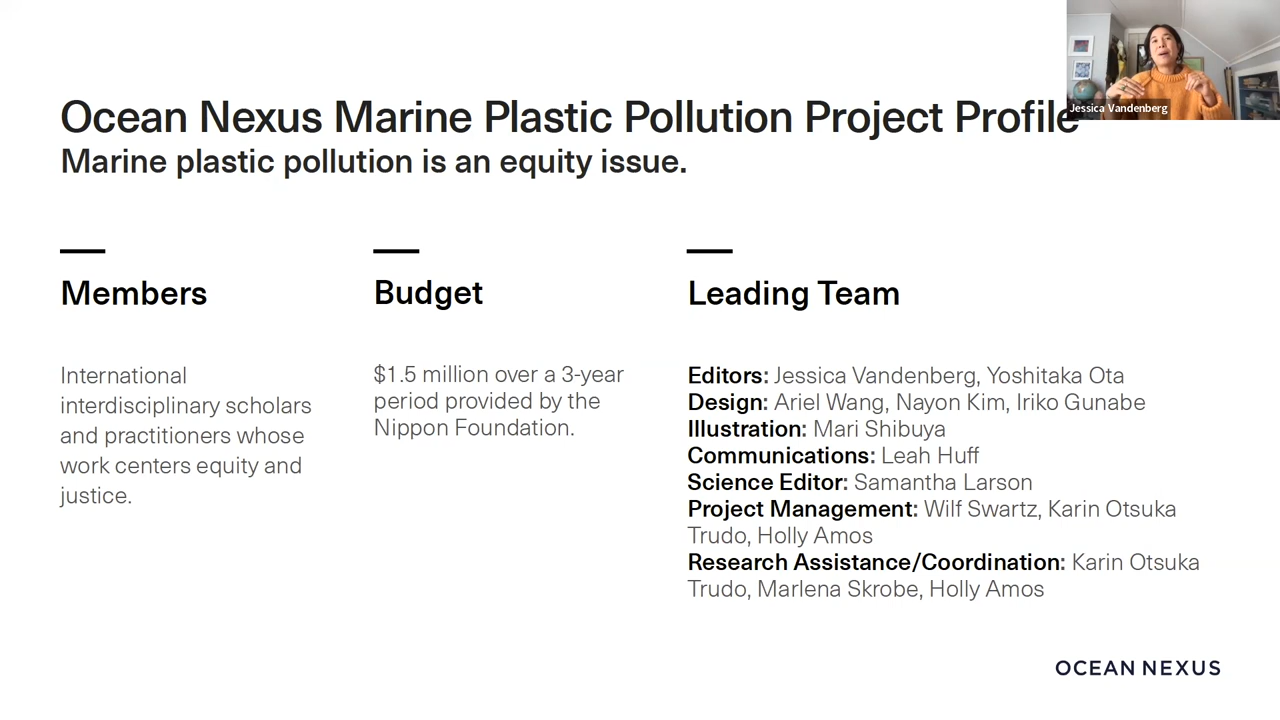 Jessica Vandenberg
Ocean Nexus Marine Plastic Pollution Project Profile
Marine plastic pollution is an equity issue.
Members
International
interdisciplinary scholars
and practitioners whose
work centers equity and
justice.
Budget
$1.5 million over a 3-year
period provided by the
Nippon Foundation.
Leading Team
Editors: Jessica Vandenberg, Yoshitaka Ota
Design: Ariel Wang, Nayon Kim, Iriko Gunabe
Illustration: Mari Shibuya
Communications: Leah Huff
Science Editor: Samantha Larson
Project Management: Wilf Swartz, Karin Otsuka
Trudo, Holly Amos
Research Assistance/Coordination: Karin Otsuka
Trudo, Marlena Skrobe, Holly Amos
OCEAN NEXUS